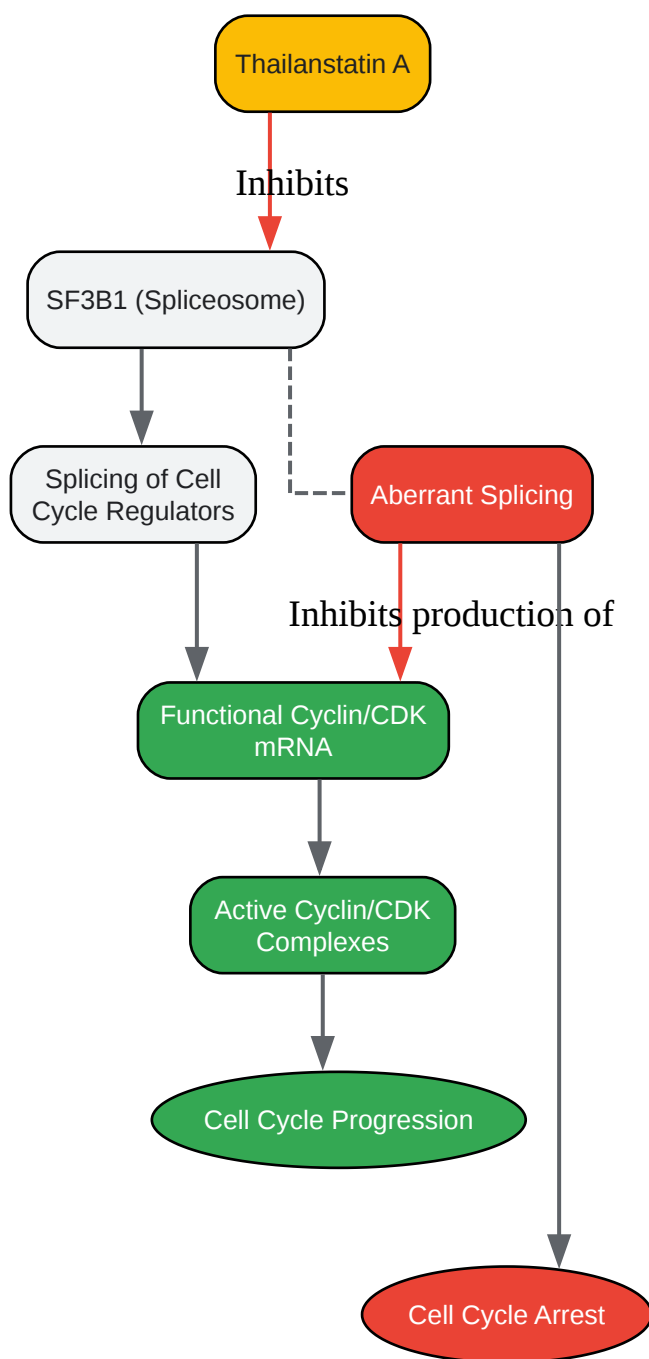 Thailanstatin A
Inhibits
SF3B1 (Spliceosome)
Splicing of Cell
Cycle Regulators
Aberrant Splicing
Inhibits production of
Functional Cyclin/CDK
mRNA
Active Cyclin/CDK
Complexes
Cell Cycle Progression
Cell Cycle Arrest